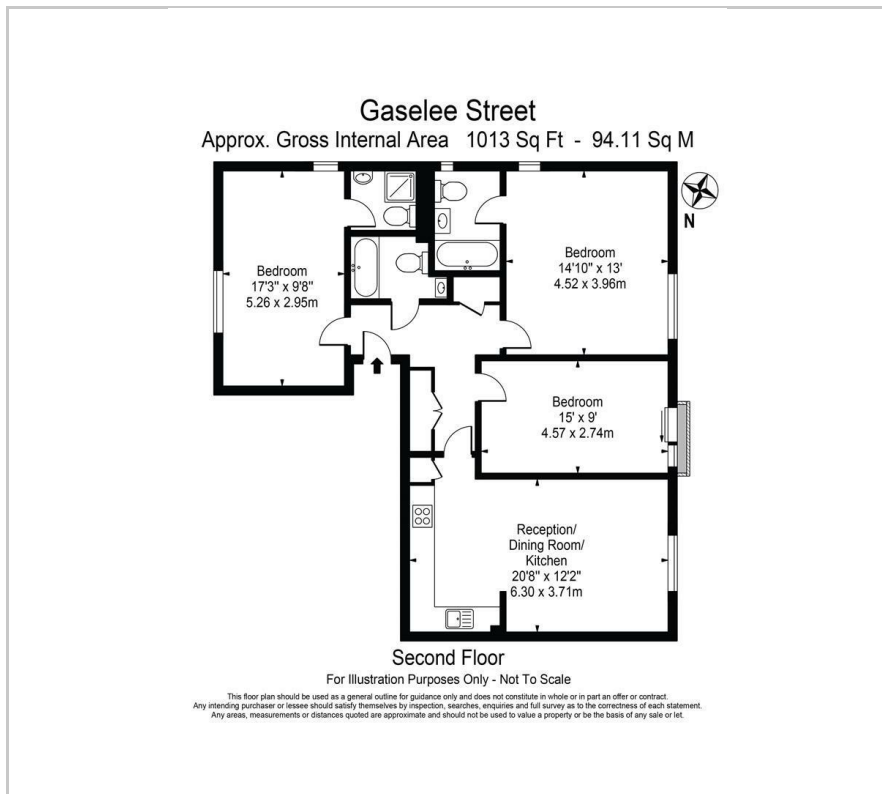 Gaselee Street
Approx. Gross Internal Area 1013 Sq Ft - 94.11 Sq M
N
Bedroom
17'3" x 9'8"
5.26 x 2.95m
Bedroom
14'10" x 13'
4.52 x 3.96m
Bedroom
15' x 9'
4.57 x 2.74m
Reception/
Dining Room/
Kitchen
20'8" x 12'2"
6.30 x 3.71m
Second Floor
For Illustration Purposes Only - Not To Scale
This floor plan should be used as a general outline for guidance only and does not constitute in whole or in part an offer or contract.
Any intending purchaser or lessee should satisfy themselves by inspection, searches, enquiries and full survey as to the correctness of each statement.
Any areas, measurements or distances quoted are approximate and should not be used to value a property or be the basis of any sale or let.